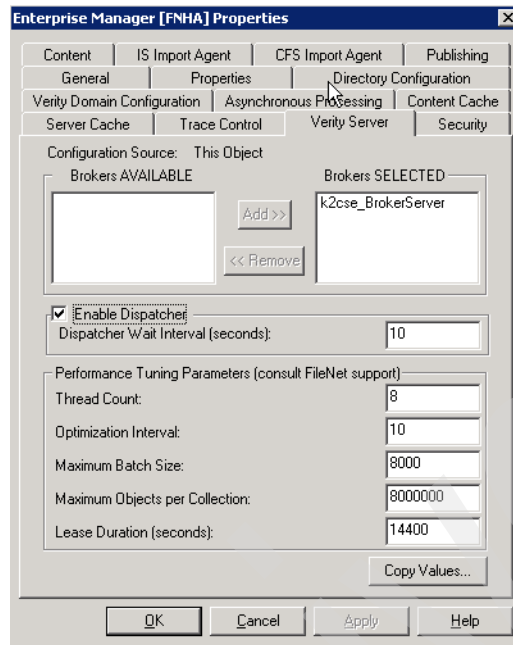 Enterprise Manager [FNHA] Properties
Content IS Import Agent CFS Import Agent Publishing
General Properties Directory Configuration
Verity Domain Configuration Asynchronous Processing Content Cache
Server Cache Trace Control Verity Server Security
Configuration Source: This Object
Brokers AVAILABLE Brokers SELECTED
k2cse_BrokerServer
Add >>
<< Remove
Enable Dispatcher
Dispatcher Wait Interval (seconds): 10
Performance Tuning Parameters (consult FileNet support)
Thread Count: 8
Optimization Interval: 10
Maximum Batch Size: 8000
Maximum Objects per Collection: 8000000
Lease Duration (seconds): 14400
Copy Values...
OK Cancel Apply Help